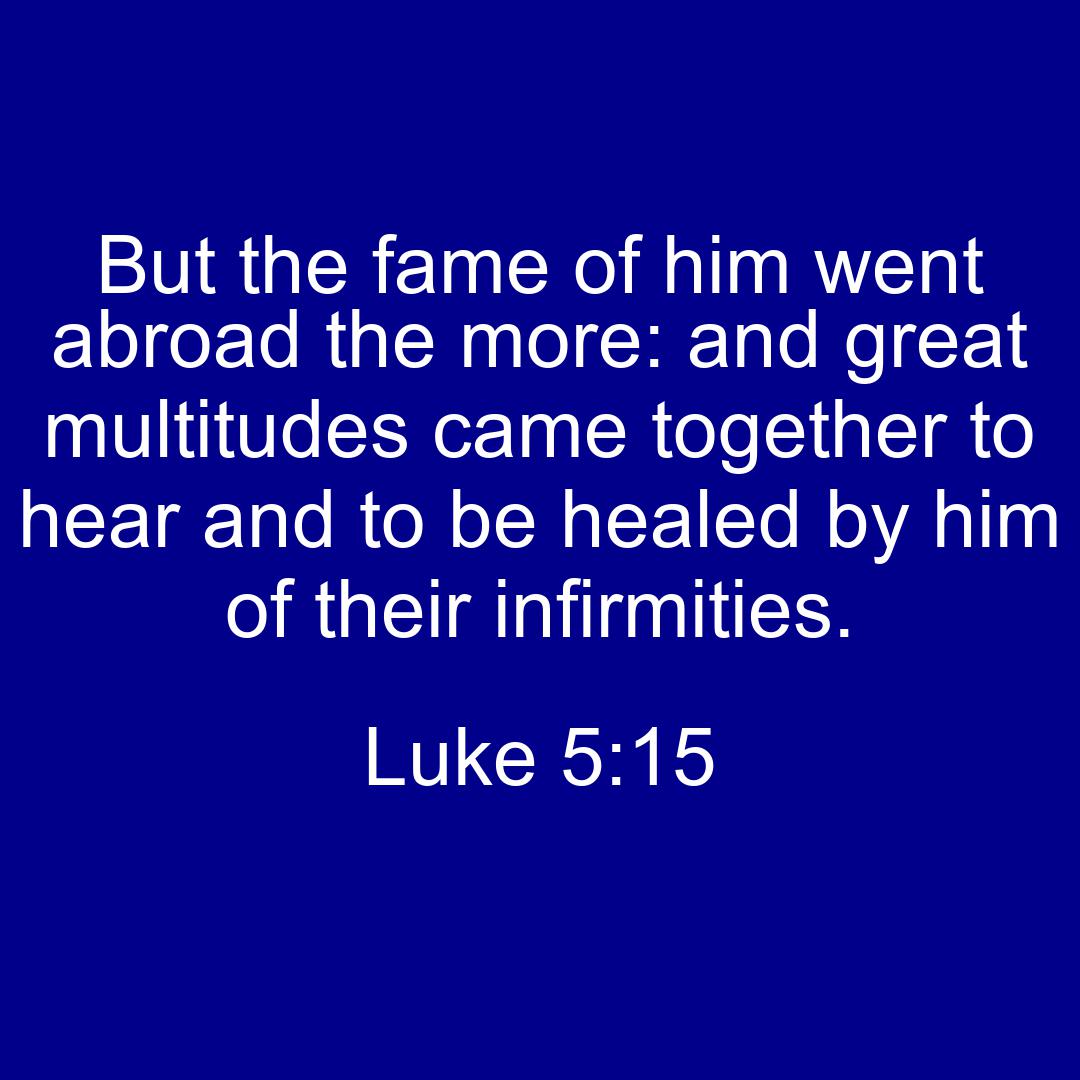 But the fame of him went
abroad the more: and great
multitudes came together to
hear and to be healed by him
of their infirmities.
Luke 5:15